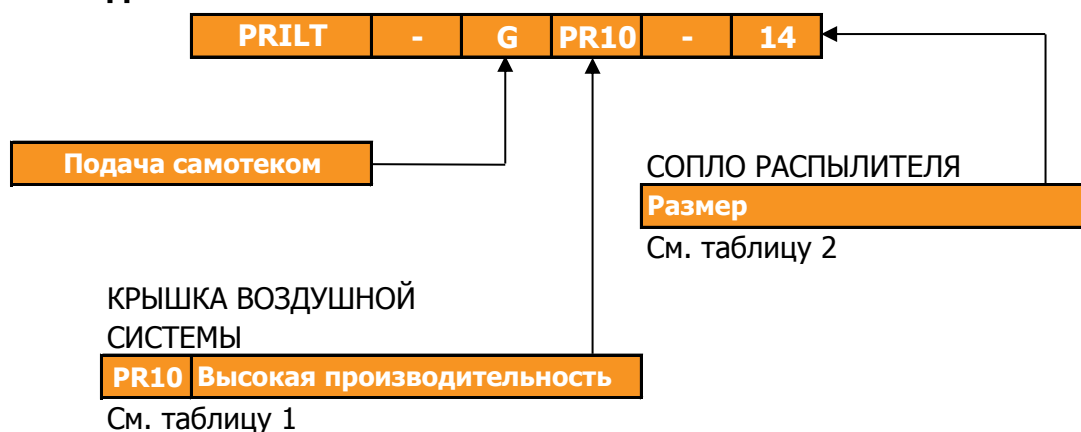 PRILT - G PR10 - 14
Подача самотеком
СОПЛО РАСПЫЛИТЕЛЯ
Размер
См. таблицу 2
КРЫШКА ВОЗДУШНОЙ
СИСТЕМЫ
PR10 Высокая производительность
См. таблицу 1